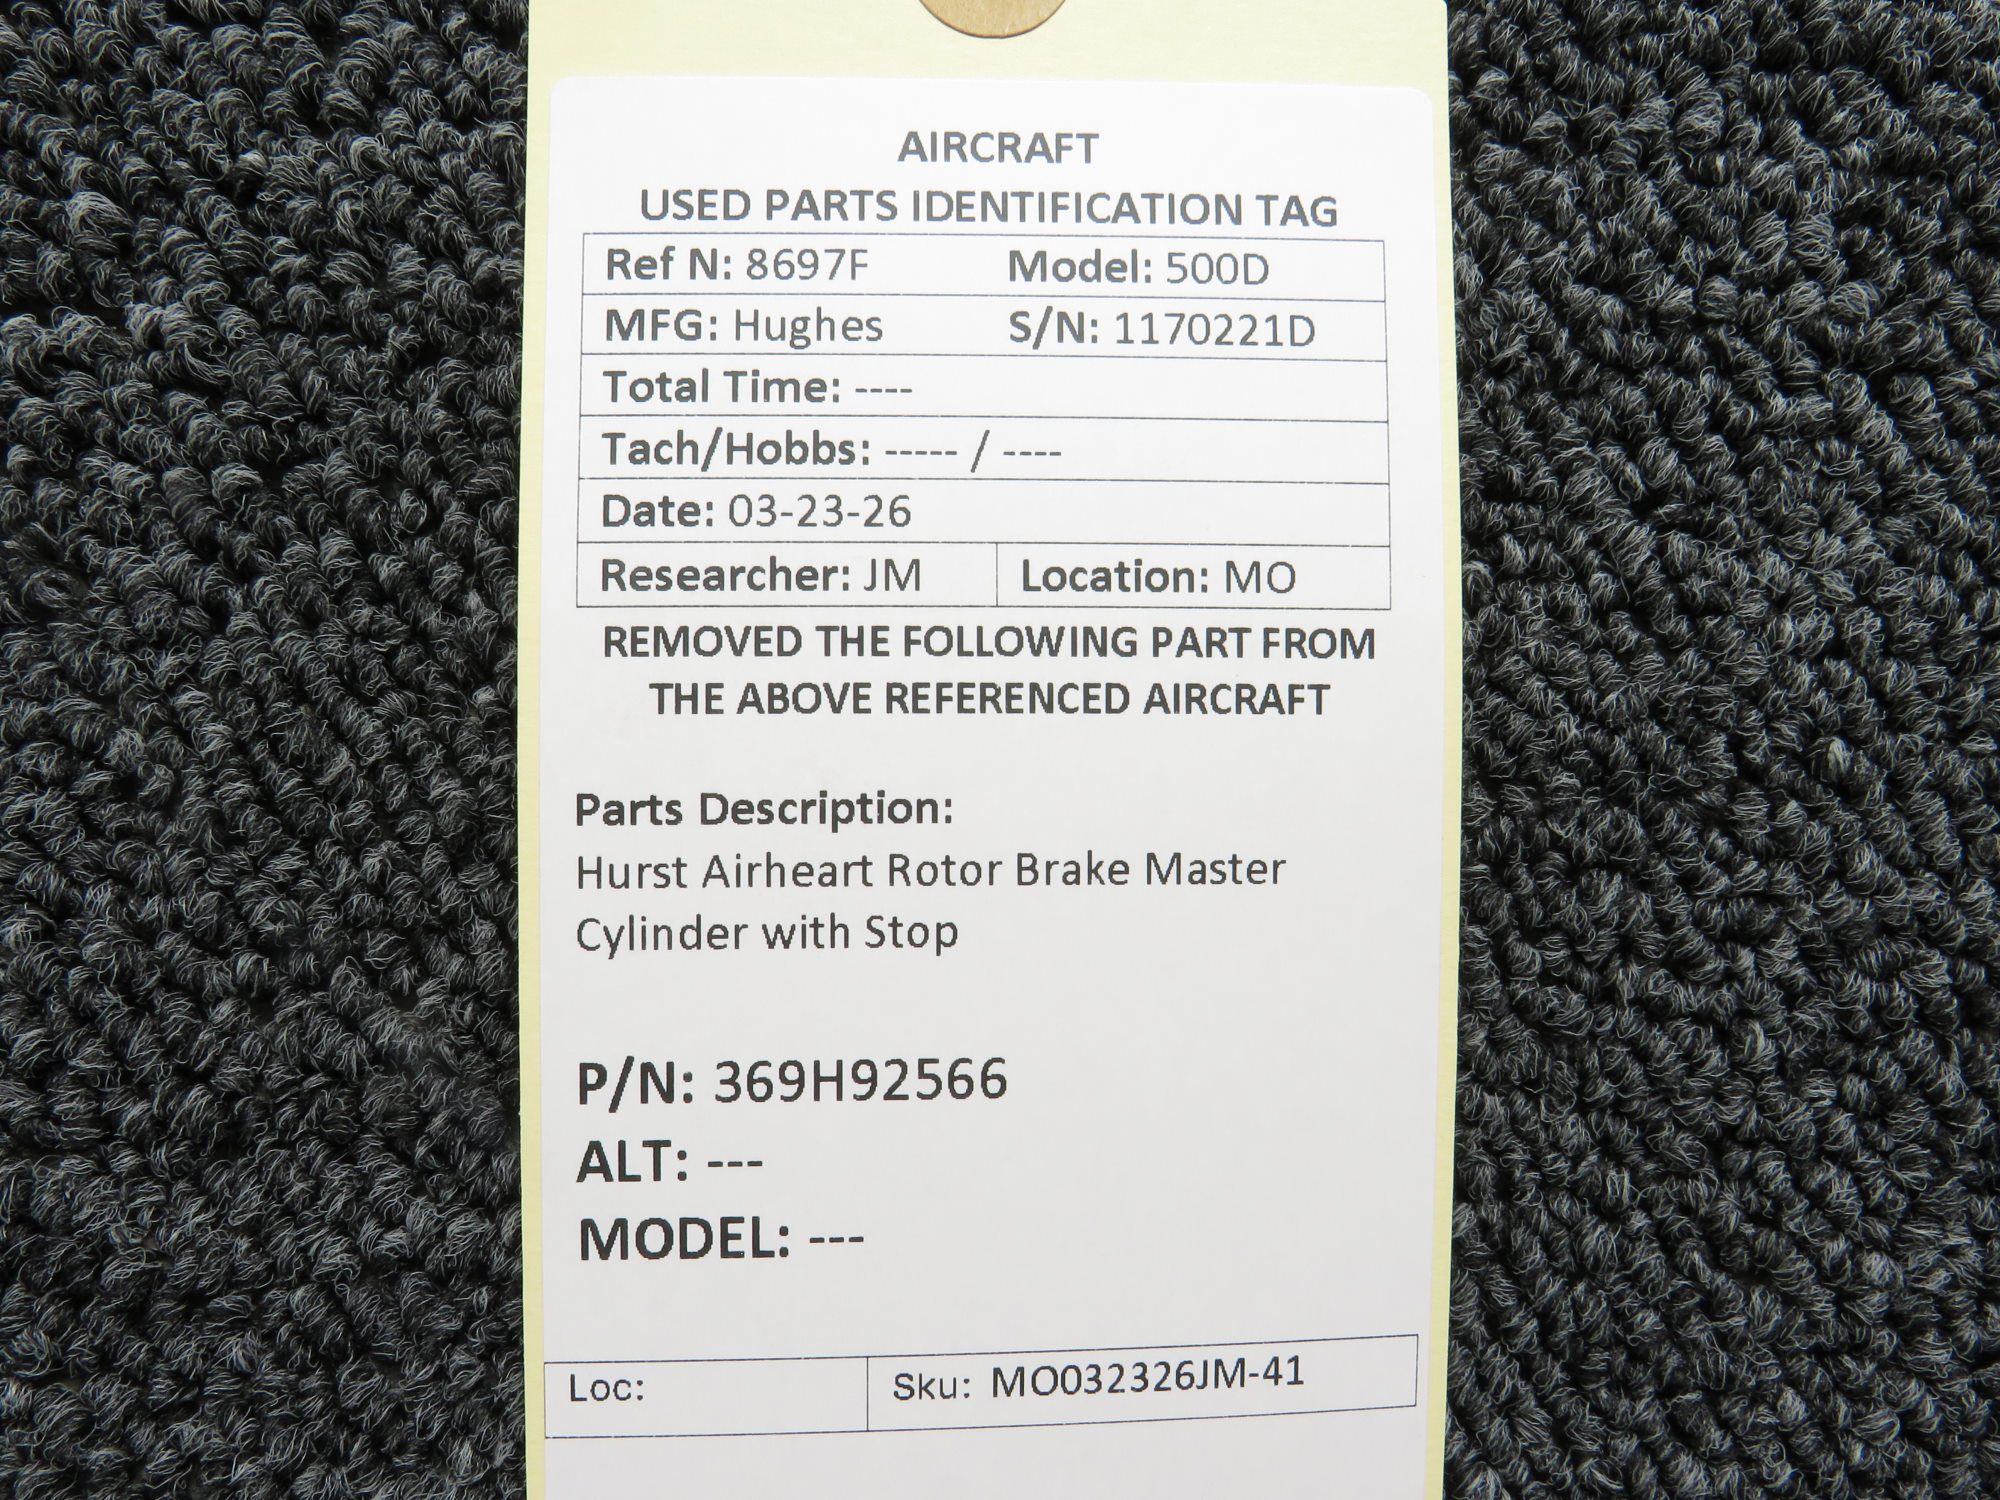 AIRCRAFT
USED PARTS IDENTIFICATION TAG
Ref N: 8697F Model: 500D
MFG: Hughes S/N: 1170221D
Total Time: ----
Tach/Hobbs: ----- / ----
Date: 03-23-26
Researcher: JM Location: MO
REMOVED THE FOLLOWING PART FROM
THE ABOVE REFERENCED AIRCRAFT
Parts Description:
Hurst Airheart Rotor Brake Master
Cylinder with Stop
P/N: 369H92566
ALT: ---
MODEL: ---
Loc: Sku: MO032326JM-41